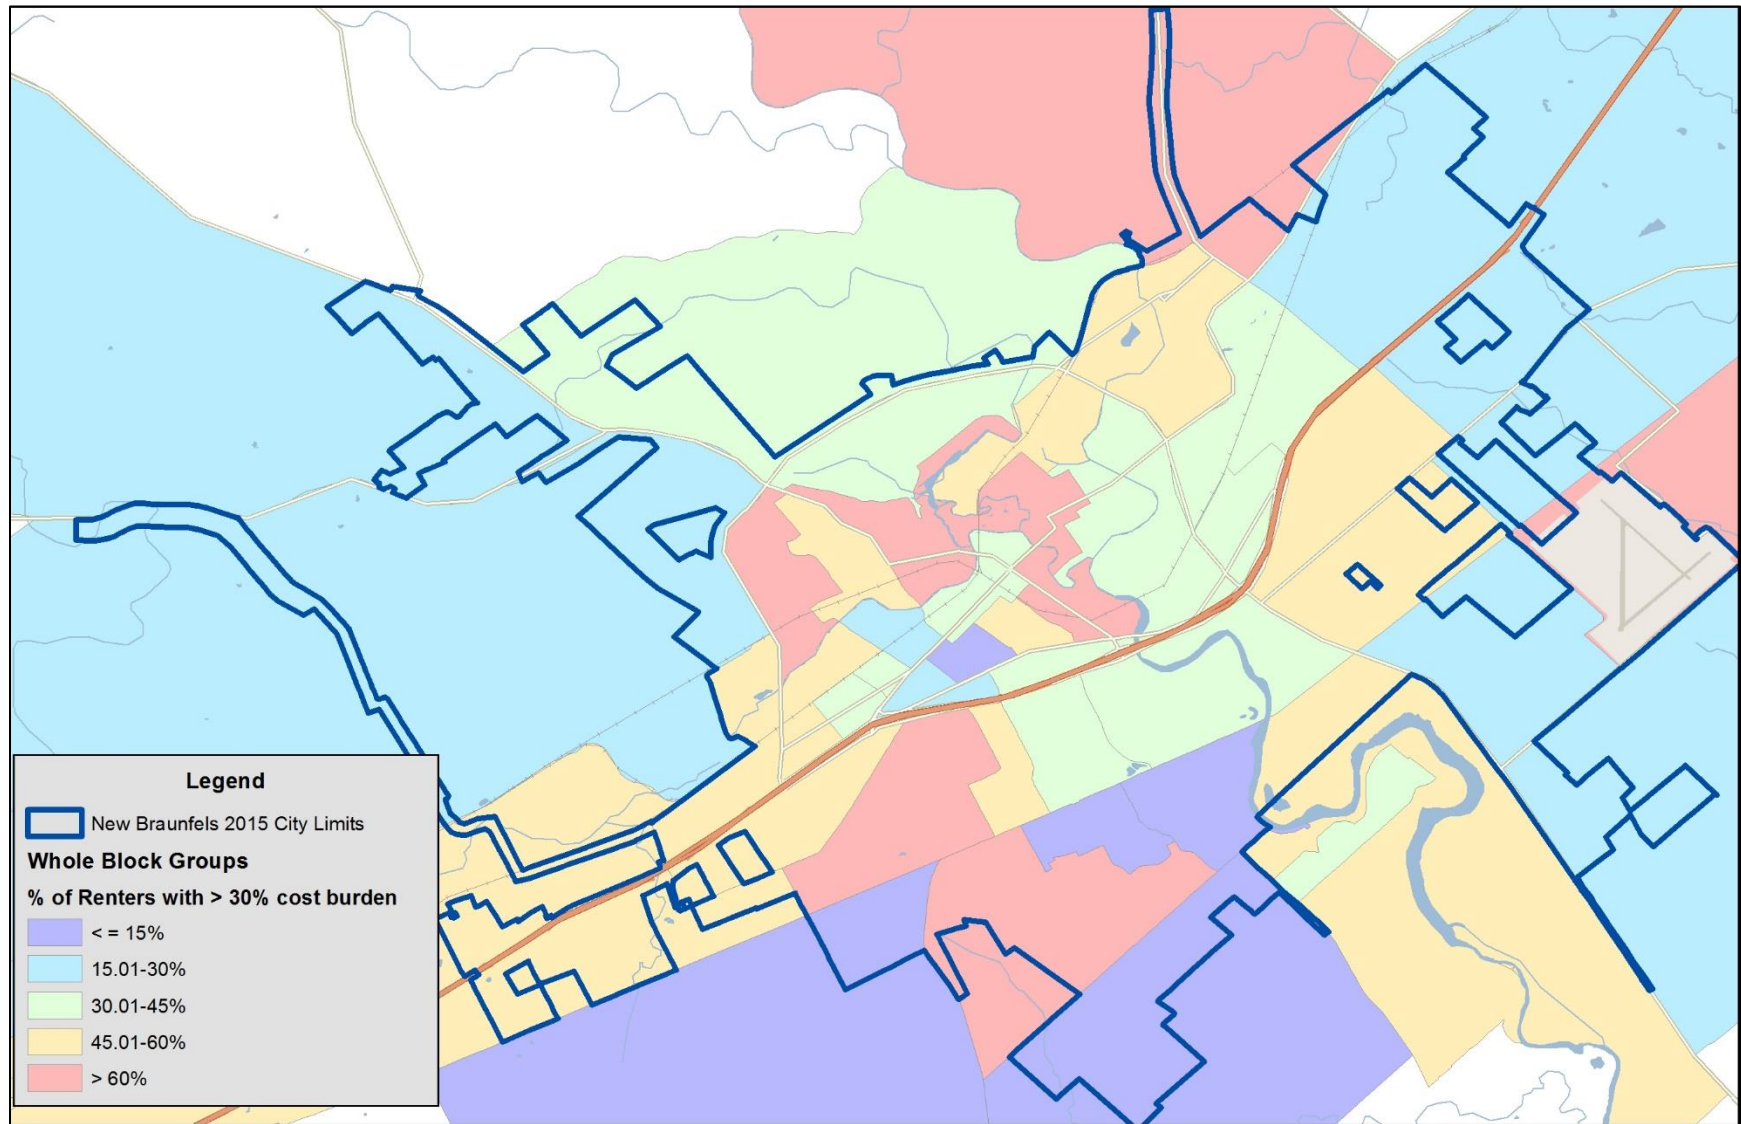 Legend
New Braunfels 2015 City Limits
Whole Block Groups
% of Renters with > 30% cost burden
< = 15%
15.01-30%
30.01-45%
45.01-60%
> 60%